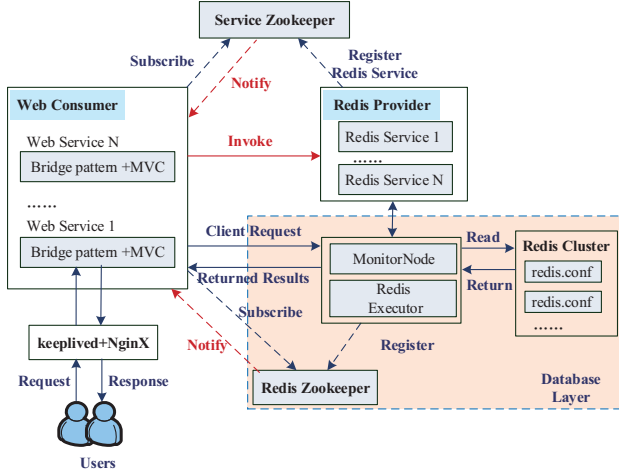 Service Zookeeper
Subscribe
Register
Redis Service
Notify
Web Consumer
Redis Provider
Web Service N
Bridge pattern +MVC
......
Web Service 1
Bridge pattern +MVC
Invoke
Redis Service 1
......
Redis Service N
Client Request
Returned Results
Subscribe
Notify
MonitorNode
Redis
Executor
Read
Return
Redis Cluster
redis.conf
redis.conf
......
Register
Redis Zookeeper
Database
Layer
keeplived+NginX
Request
Response
Users